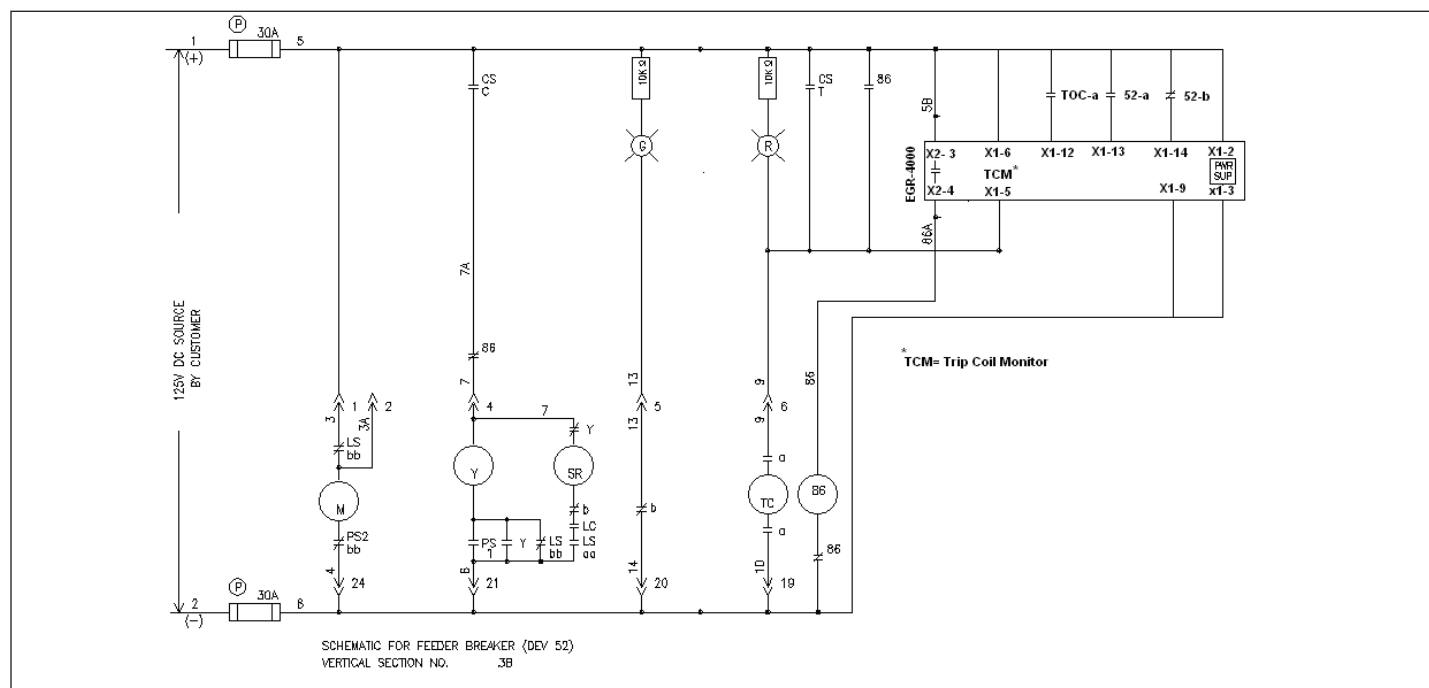 P
30A
1
(+)
5
CS
C
10KΩ
G
10KΩ
R
CS
T
86
5B
TOC-a
52-a
52-b
EGR-4000
X2-3
X1-6
X1-12
X1-13
X1-14
X1-2
T
TCM*
PWR
SUP
X2-4
X1-5
X1-9
x1-3
86A
7A
125V DC SOURCE
BY CUSTOMER
86
*
TCM= Trip Coil Monitor
86
7
13
9
1
2
4
7
5
6
3
3A
13
9
LS
bb
Y
a
M
Y
SR
TC
86
b
b
LC
PS2
bb
PS
1
Y
LS
bb
LS
aa
a
86
4
24
6
21
14
20
10
19
P
30A
2
(-)
8
SCHEMATIC FOR FEEDER BREAKER (DEV 52)
VERTICAL SECTION NO. 3B